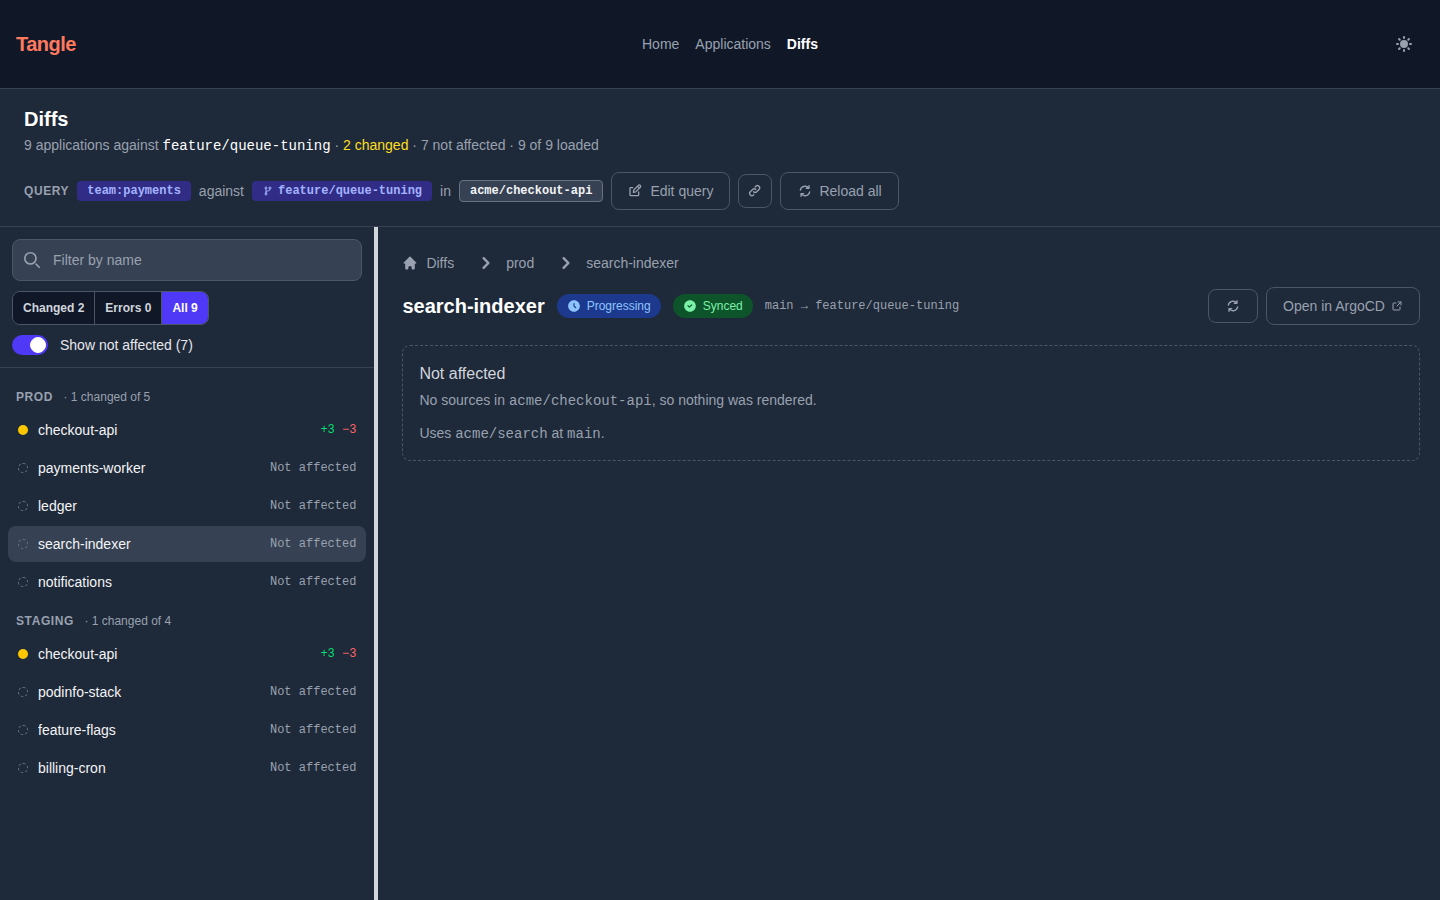 Tangle
Home Applications Diffs
Diffs
9 applications against feature/queue-tuning · 2 changed · 7 not affected · 9 of 9 loaded
QUERY team:payments against feature/queue-tuning in acme/checkout-api Edit query Reload all
Filter by name
Changed 2 Errors 0 All 9
Show not affected (7)
PROD · 1 changed of 5
checkout-api +3 −3
payments-worker Not affected
ledger Not affected
search-indexer Not affected
notifications Not affected
STAGING · 1 changed of 4
checkout-api +3 −3
podinfo-stack Not affected
feature-flags Not affected
billing-cron Not affected
Diffs prod search-indexer
search-indexer Progressing Synced main → feature/queue-tuning Open in ArgoCD
Not affected
No sources in acme/checkout-api, so nothing was rendered.
Uses acme/search at main.